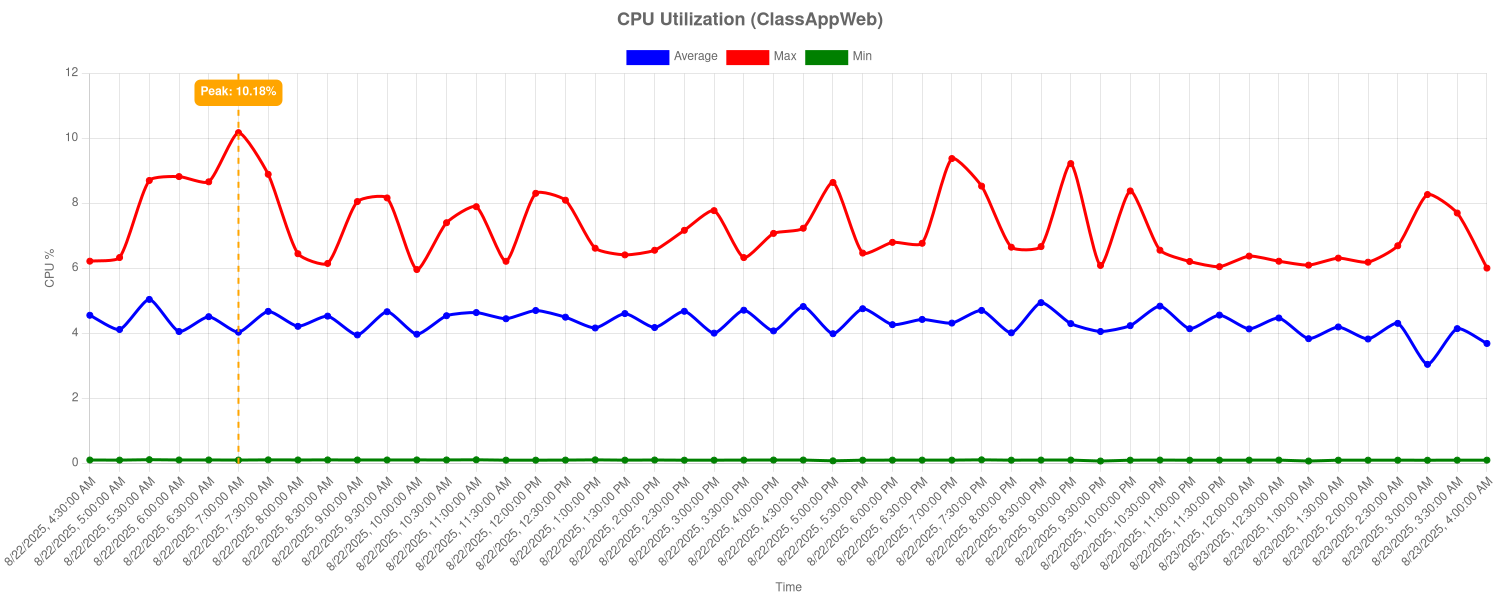 CPU Utilization (ClassAppWeb)
Average Max Min
12
Peak: 10.18%
10
8
6
4
2
0
CPU %
8/22/2025, 4:30:00 AM
8/22/2025, 5:00:00 AM
8/22/2025, 5:30:00 AM
8/22/2025, 6:00:00 AM
8/22/2025, 6:30:00 AM
8/22/2025, 7:00:00 AM
8/22/2025, 7:30:00 AM
8/22/2025, 8:00:00 AM
8/22/2025, 8:30:00 AM
8/22/2025, 9:00:00 AM
8/22/2025, 9:30:00 AM
8/22/2025, 10:00:00 AM
8/22/2025, 10:30:00 AM
8/22/2025, 11:00:00 AM
8/22/2025, 11:30:00 AM
8/22/2025, 12:00:00 PM
8/22/2025, 12:30:00 PM
8/22/2025, 1:00:00 PM
8/22/2025, 1:30:00 PM
8/22/2025, 2:00:00 PM
8/22/2025, 2:30:00 PM
8/22/2025, 3:00:00 PM
8/22/2025, 3:30:00 PM
8/22/2025, 4:00:00 PM
8/22/2025, 4:30:00 PM
8/22/2025, 5:00:00 PM
8/22/2025, 5:30:00 PM
8/22/2025, 6:00:00 PM
8/22/2025, 6:30:00 PM
8/22/2025, 7:00:00 PM
8/22/2025, 7:30:00 PM
8/22/2025, 8:00:00 PM
8/22/2025, 8:30:00 PM
8/22/2025, 9:00:00 PM
8/22/2025, 9:30:00 PM
8/22/2025, 10:00:00 PM
8/22/2025, 10:30:00 PM
8/22/2025, 11:00:00 PM
8/22/2025, 11:30:00 PM
8/23/2025, 12:00:00 AM
8/23/2025, 12:30:00 AM
8/23/2025, 1:00:00 AM
8/23/2025, 1:30:00 AM
8/23/2025, 2:00:00 AM
8/23/2025, 2:30:00 AM
8/23/2025, 3:00:00 AM
8/23/2025, 3:30:00 AM
8/23/2025, 4:00:00 AM
Time